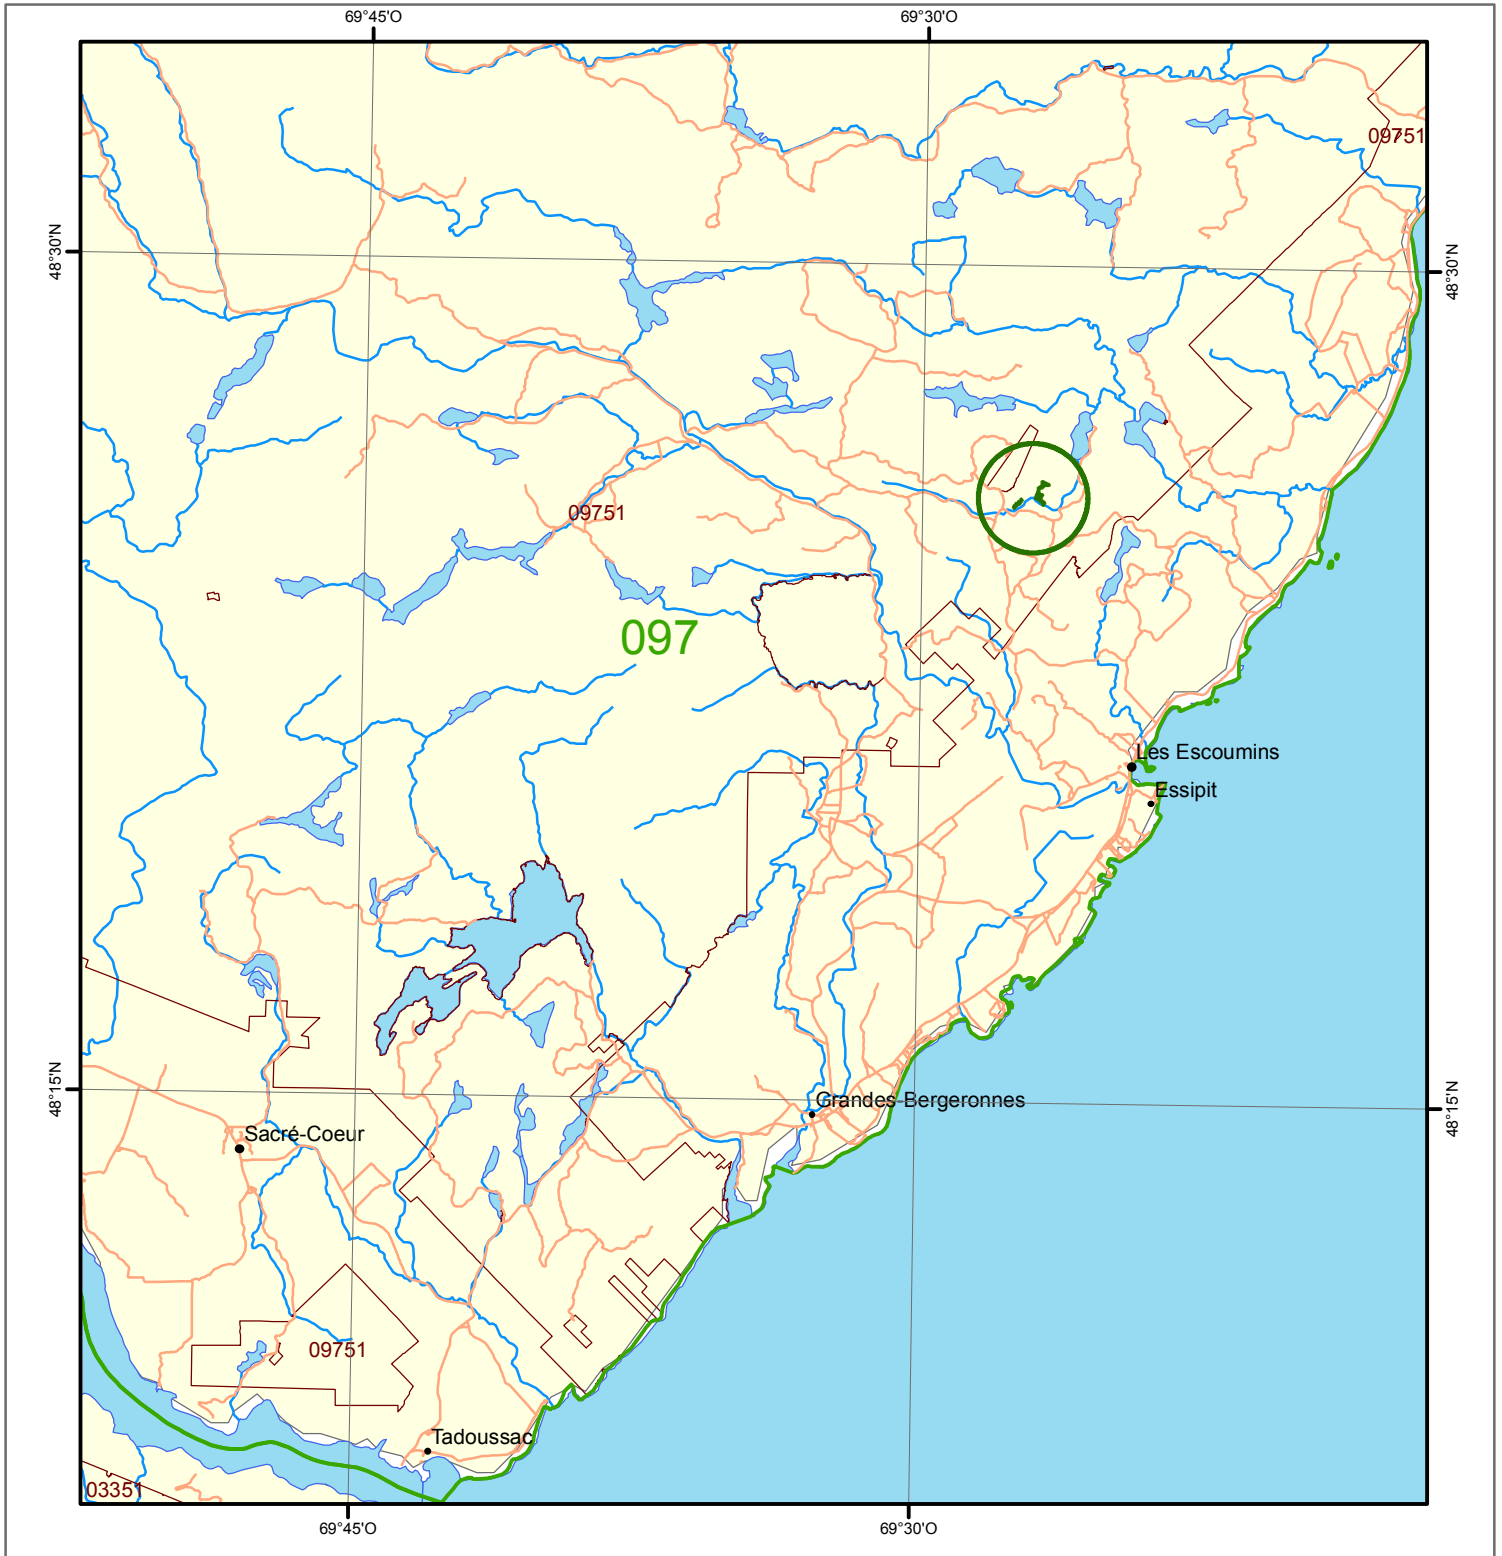 69°45'O
69°30'O
09751
48°30'N
48°30'N
09751
097
Les Escoumins
Essipit
48°15'N
Grandes-Bergeronnes
48°15'N
Sacré-Coeur
09751
Tadoussac
03351
69°45'O
69°30'O